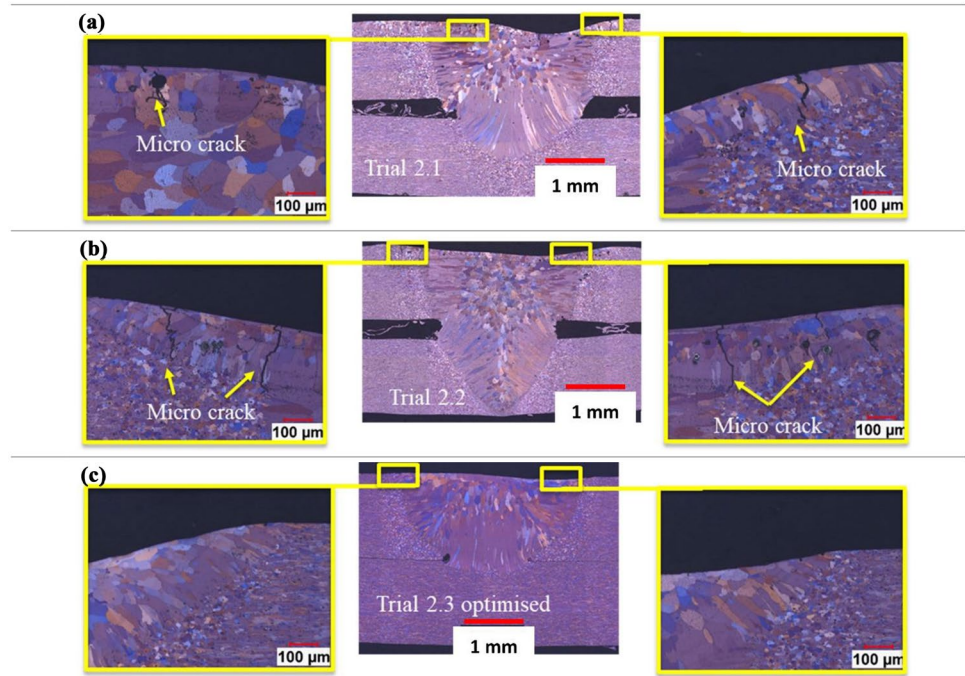 (a)
Micro crack
100 µm
Trial 2.1
1 mm
Micro crack
100 µm
(b)
Micro crack
100 µm
Trial 2.2
1 mm
Micro crack
100 µm
(c)
100 µm
Trial 2.3 optimised
1 mm
100 µm